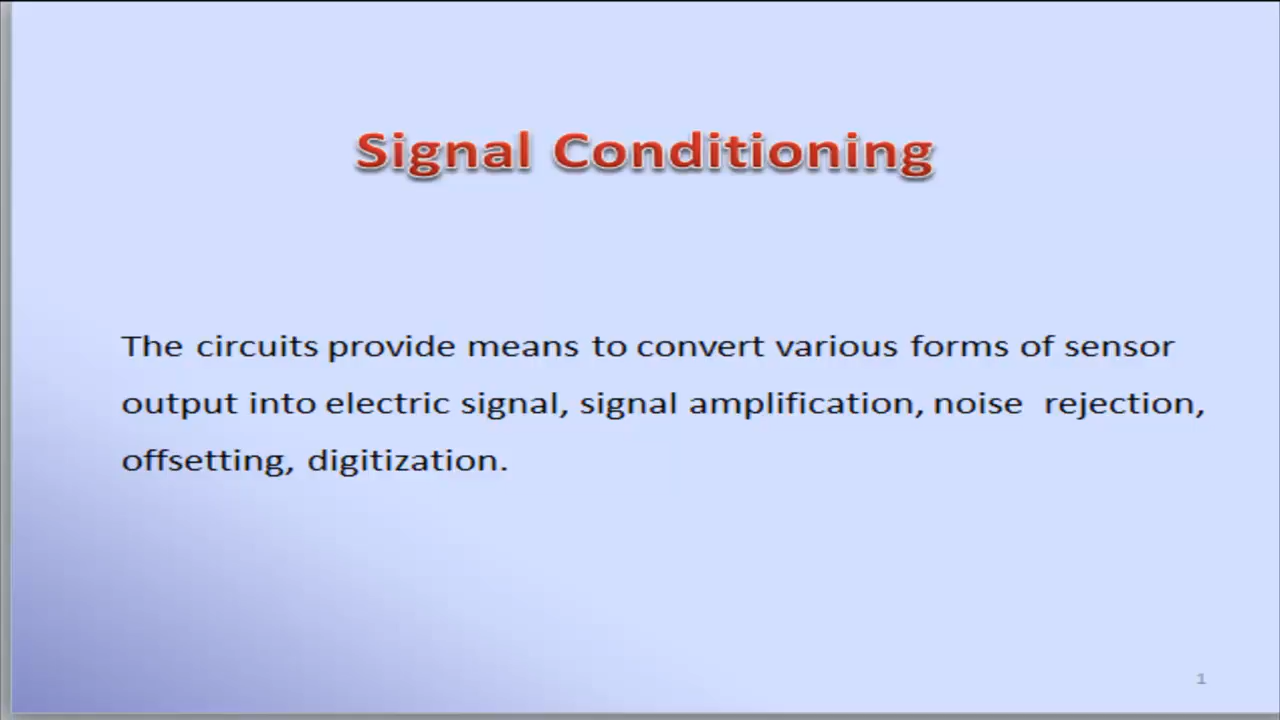 Signal Conditioning
The circuits provide means to convert various forms of sensor
output into electric signal, signal amplification, noise rejection,
offsetting, digitization.
1